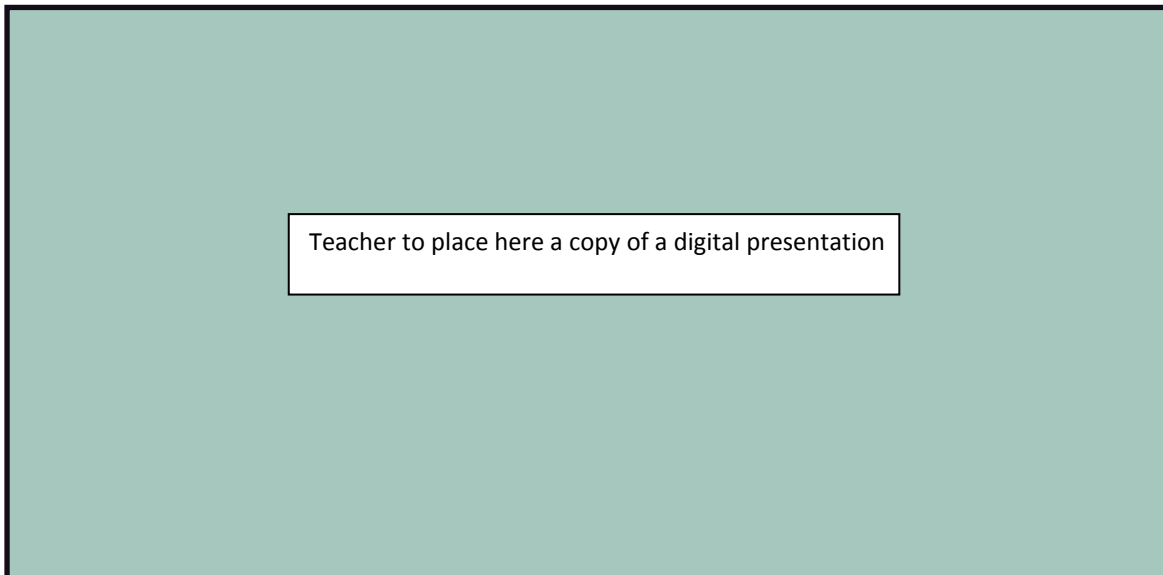 Teacher to place here a copy of a digital presentation